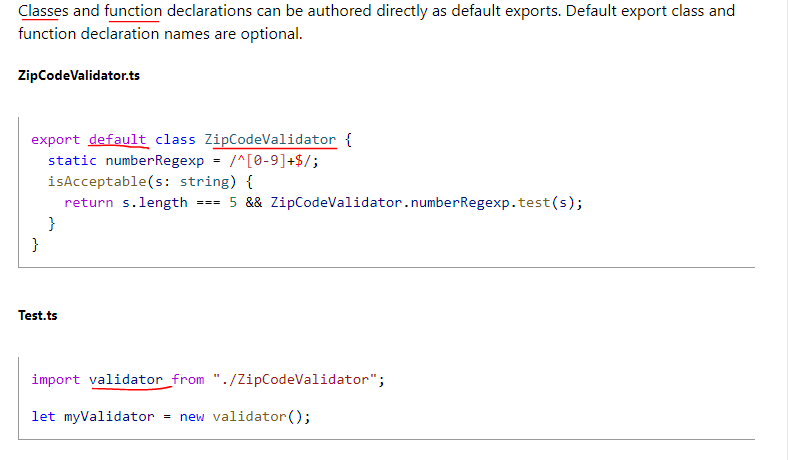 Classes and function declarations can be authored directly as default exports. Default export class and
function declaration names are optional.
ZipCodeValidator.ts
export default class ZipCodeValidator {
  static numberRegexp = /^[0-9]+$/;
  isAcceptable(s: string) {
    return s.length === 5 && ZipCodeValidator.numberRegexp.test(s);
  }
}
Test.ts
import validator from "./ZipCodeValidator";
let myValidator = new validator();